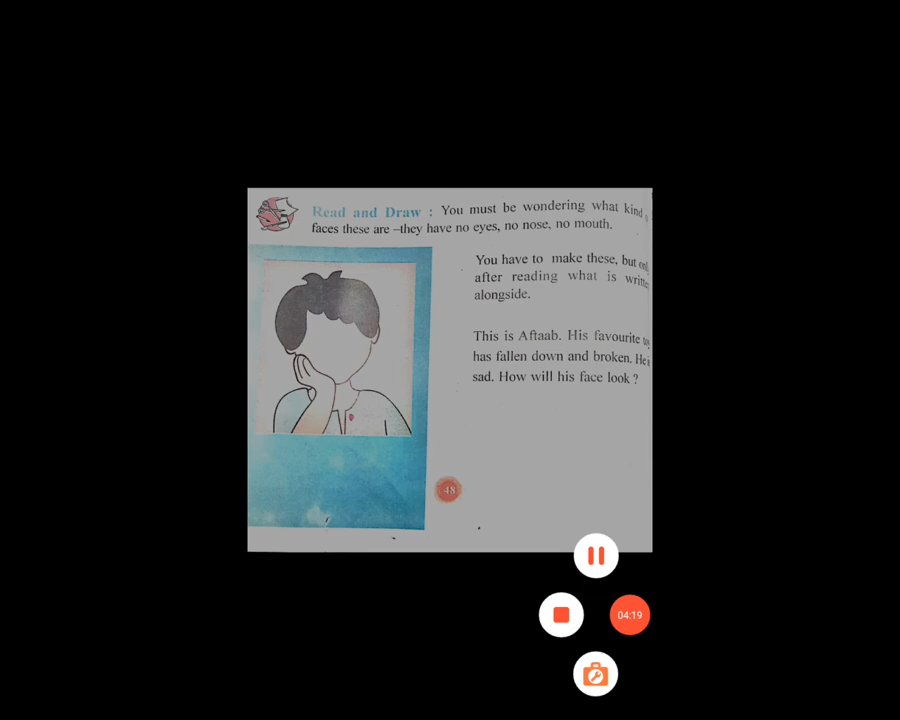 Read and Draw : You must be wondering what kind
faces these are –they have no eyes, no nose, no mouth.
You have to make these, but
after reading what is
alongside.
This is Aftaab. His favourite
has fallen down and broken. He
sad. How will his face look ?
48
04:19